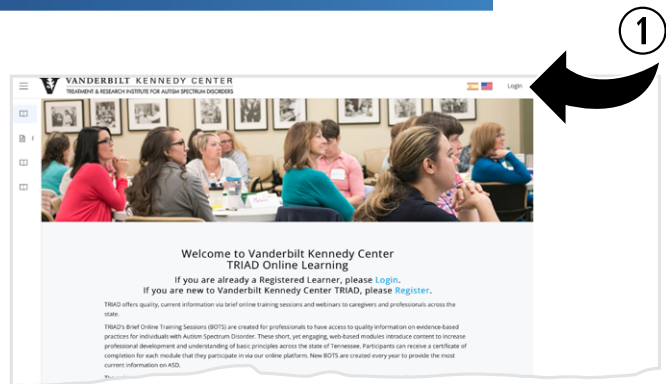 1
VANDERBILT KENNEDY CENTER
TREATMENT & RESEARCH INSTITUTE FOR AUTISM SPECTRUM DISORDERS
Login
Welcome to Vanderbilt Kennedy Center
TRIAD Online Learning
If you are already a Registered Learner, please Login.
If you are new to Vanderbilt Kennedy Center TRIAD, please Register.
TRIAD offers quality, current information via brief online training sessions and webinars to caregivers and professionals across the
state.
TRIAD's Brief Online Training Sessions (BOTS) are created for professionals to have access to quality information on evidence-based
practices for individuals with Autism Spectrum Disorder. These short, yet engaging, web-based modules introduce content to increase
professional development and understanding of basic principles across the state of Tennessee. Participants can receive a certificate of
completion for each module that they participate in via our online platform. New BOTS are created every year to provide the most
current information on ASD.